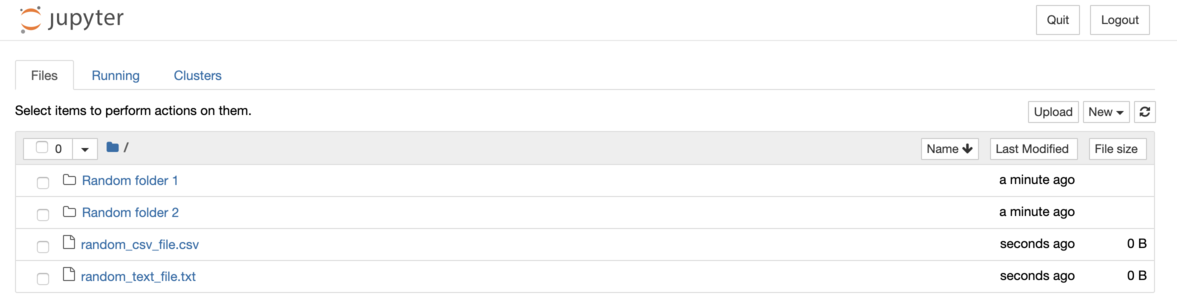 jupyter Quit Logout
Files Running Clusters
Select items to perform actions on them. Upload New
0 / Name Last Modified File size
Random folder 1 a minute ago
Random folder 2 a minute ago
random_csv_file.csv seconds ago 0 B
random_text_file.txt seconds ago 0 B